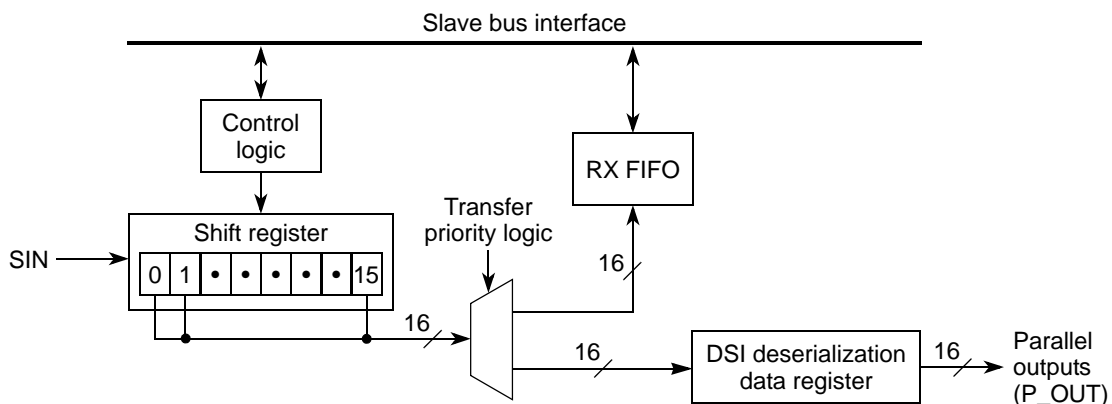 Slave bus interface
Control
logic
RX FIFO
Transfer
priority logic
Shift register
SIN
0 1 • • • • • 15
16
16
16
DSI deserialization
data register
16
Parallel
outputs
(P_OUT)